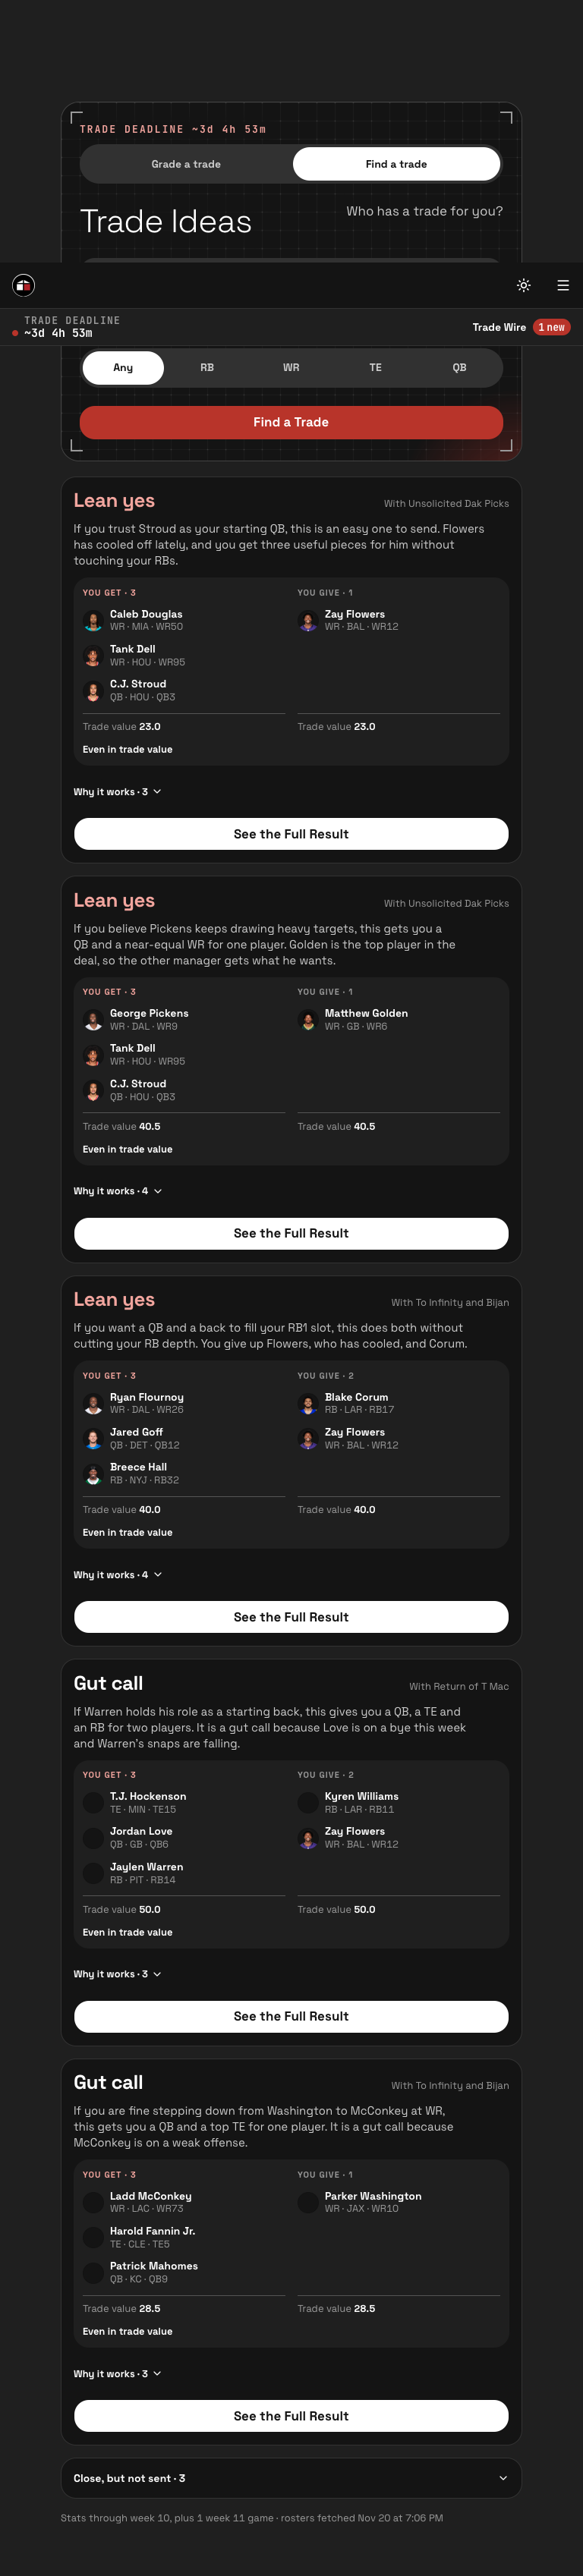 TRADE DEADLINE ~3d 4h 53m
Grade a trade
Find a trade
Trade Ideas
Who has a trade for you?
TRADE DEADLINE
~3d 4h 53m
Trade Wire
1 new
Any
RB
WR
TE
QB
Find a Trade
Lean yes
With Unsolicited Dak Picks
If you trust Stroud as your starting QB, this is an easy one to send. Flowers
has cooled off lately, and you get three useful pieces for him without
touching your RBs.
YOU GET · 3
Caleb Douglas
WR · MIA · WR50
Tank Dell
WR · HOU · WR95
C.J. Stroud
QB · HOU · QB3
Trade value 23.0
Even in trade value
YOU GIVE · 1
Zay Flowers
WR · BAL · WR12
Trade value 23.0
Why it works · 3
See the Full Result
Lean yes
With Unsolicited Dak Picks
If you believe Pickens keeps drawing heavy targets, this gets you a
QB and a near-equal WR for one player. Golden is the top player in the
deal, so the other manager gets what he wants.
YOU GET · 3
George Pickens
WR · DAL · WR9
Tank Dell
WR · HOU · WR95
C.J. Stroud
QB · HOU · QB3
Trade value 40.5
Even in trade value
YOU GIVE · 1
Matthew Golden
WR · GB · WR6
Trade value 40.5
Why it works · 4
See the Full Result
Lean yes
With To Infinity and Bijan
If you want a QB and a back to fill your RB1 slot, this does both without
cutting your RB depth. You give up Flowers, who has cooled, and Corum.
YOU GET · 3
Ryan Flournoy
WR · DAL · WR26
Jared Goff
QB · DET · QB12
Breece Hall
RB · NYJ · RB32
Trade value 40.0
Even in trade value
YOU GIVE · 2
Blake Corum
RB · LAR · RB17
Zay Flowers
WR · BAL · WR12
Trade value 40.0
Why it works · 4
See the Full Result
Gut call
With Return of T Mac
If Warren holds his role as a starting back, this gives you a QB, a TE and
an RB for two players. It is a gut call because Love is on a bye this week
and Warren's snaps are falling.
YOU GET · 3
T.J. Hockenson
TE · MIN · TE15
Jordan Love
QB · GB · QB6
Jaylen Warren
RB · PIT · RB14
Trade value 50.0
Even in trade value
YOU GIVE · 2
Kyren Williams
RB · LAR · RB11
Zay Flowers
WR · BAL · WR12
Trade value 50.0
Why it works · 3
See the Full Result
Gut call
With To Infinity and Bijan
If you are fine stepping down from Washington to McConkey at WR,
this gets you a QB and a top TE for one player. It is a gut call because
McConkey is on a weak offense.
YOU GET · 3
Ladd McConkey
WR · LAC · WR73
Harold Fannin Jr.
TE · CLE · TE5
Patrick Mahomes
QB · KC · QB9
Trade value 28.5
Even in trade value
YOU GIVE · 1
Parker Washington
WR · JAX · WR10
Trade value 28.5
Why it works · 3
See the Full Result
Close, but not sent · 3
Stats through week 10, plus 1 week 11 game · rosters fetched Nov 20 at 7:06 PM